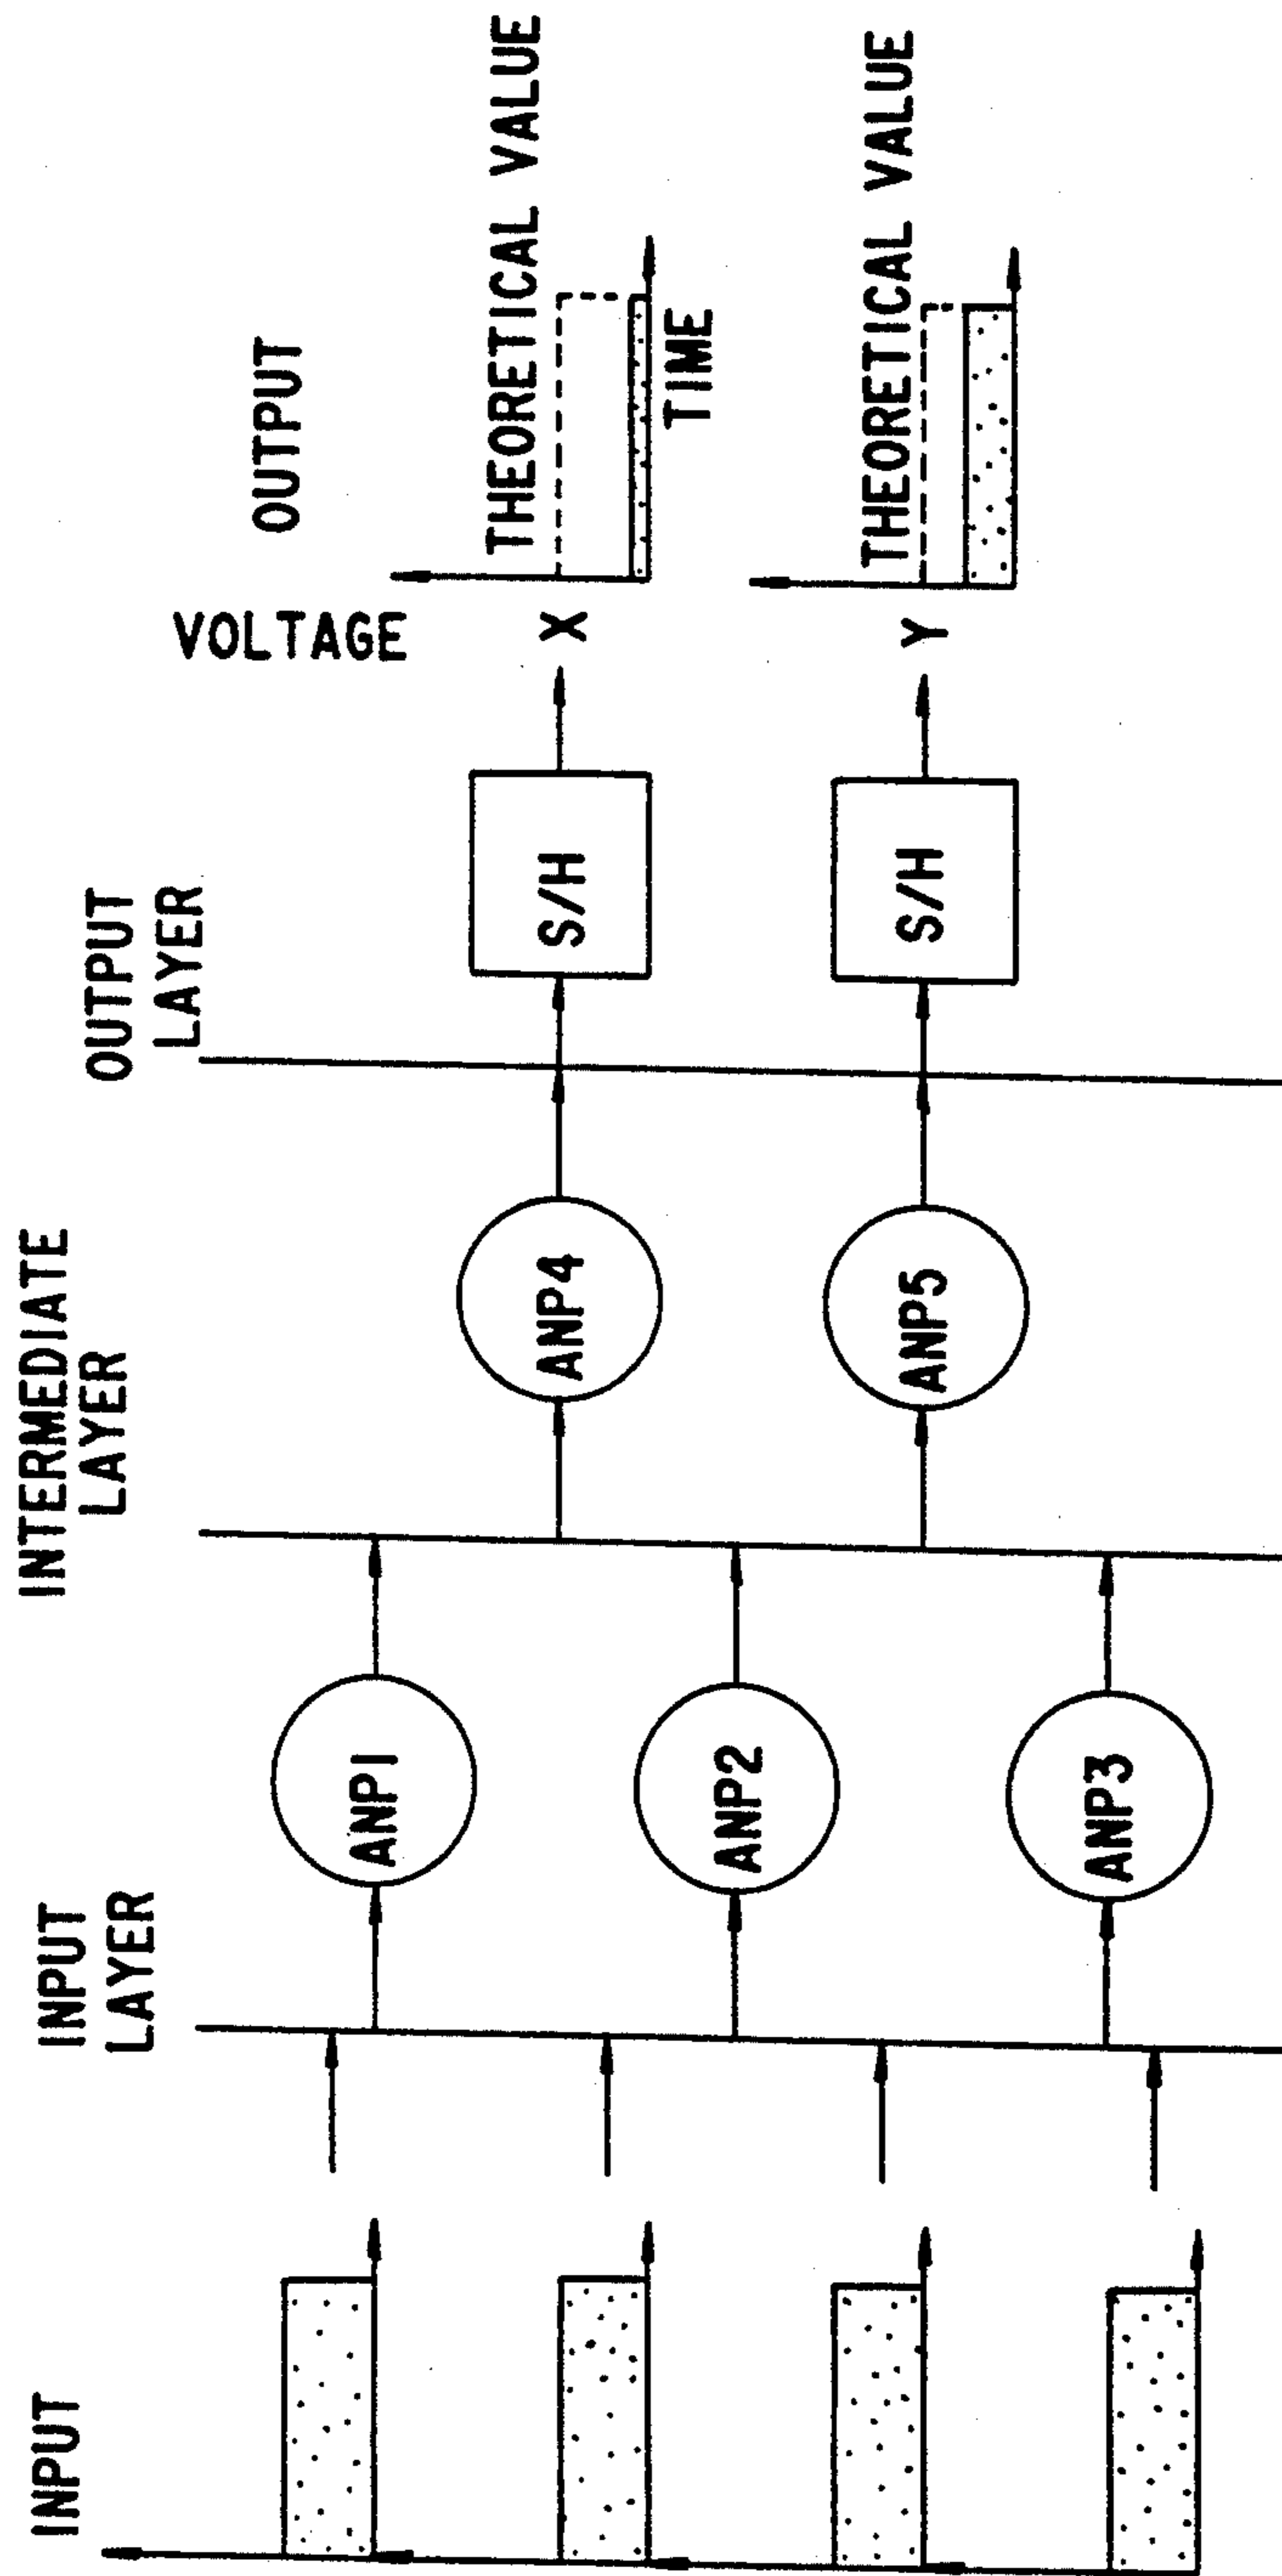 INPUT
INPUT
LAYER
INTERMEDIATE
LAYER
OUTPUT
LAYER
OUTPUT
ANP1
ANP2
ANP3
ANP4
ANP5
S/H
S/H
VOLTAGE
X
THEORETICAL VALUE
TIME
Y
THEORETICAL VALUE